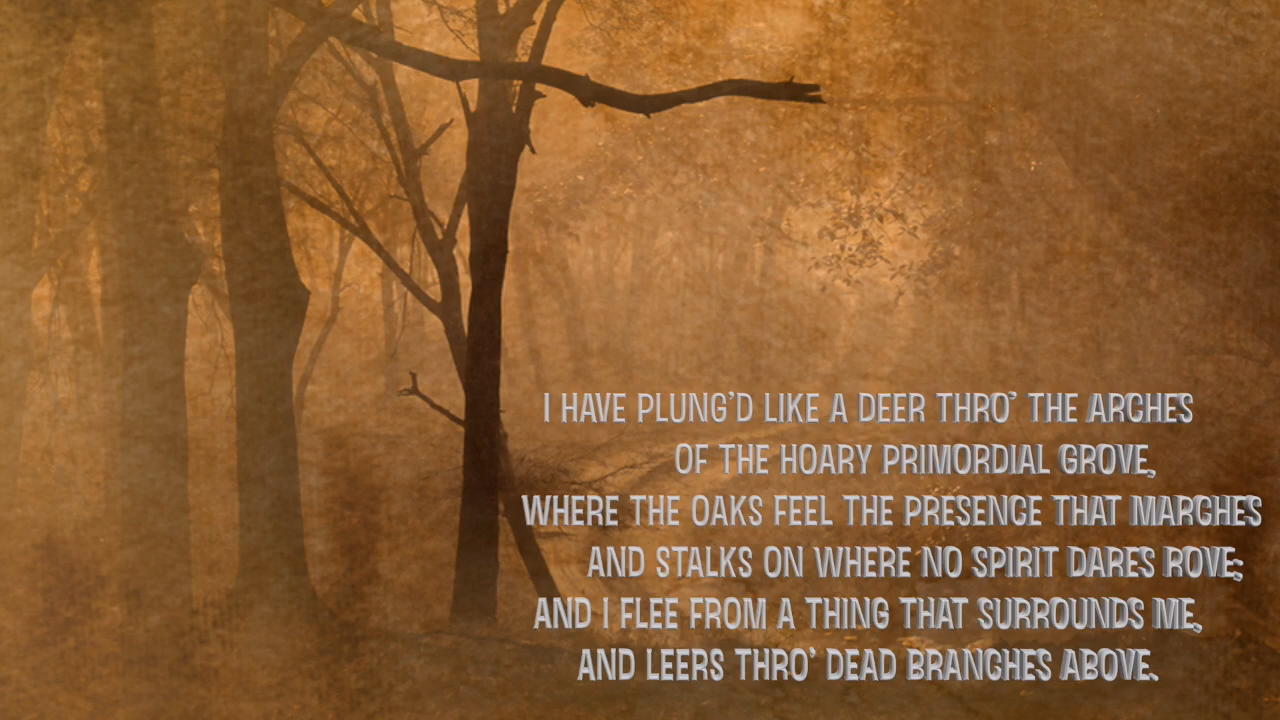 I HAVE PLUNG'D LIKE A DEER THRO' THE ARCHES
OF THE HOARY PRIMORDIAL GROVE,
WHERE THE OAKS FEEL THE PRESENCE THAT MARCHES
AND STALKS ON WHERE NO SPIRIT DARES ROVE;
AND I FLEE FROM A THING THAT SURROUNDS ME,
AND LEERS THRO' DEAD BRANCHES ABOVE.